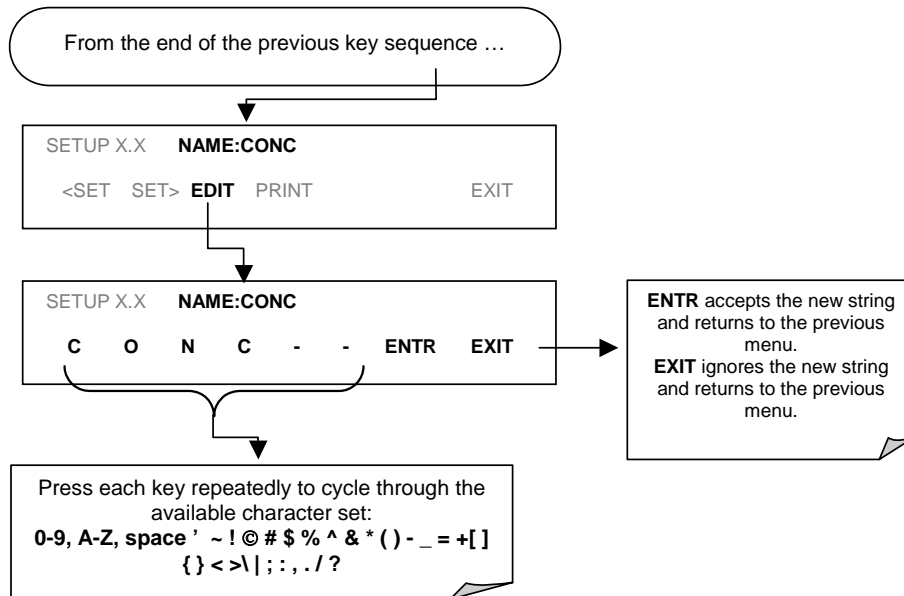 From the end of the previous key sequence …
SETUP X.X NAME:CONC
<SET SET> EDIT PRINT EXIT
SETUP X.X NAME:CONC
C O N C - - ENTR EXIT
ENTR accepts the new string
and returns to the previous
menu.
EXIT ignores the new string
and returns to the previous
menu.
Press each key repeatedly to cycle through the
available character set:
0-9, A-Z, space ’ ~ ! © # $ % ^ & * ( ) - _ = +[ ]
{ } < >\ | ; : , . / ?